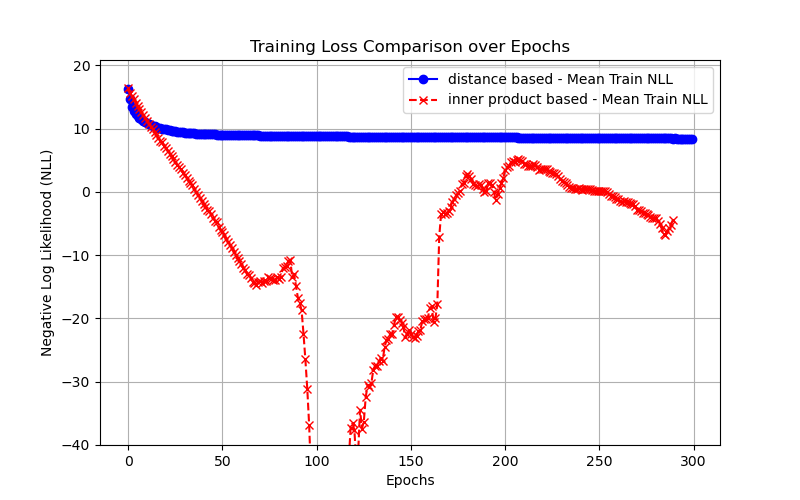 Training Loss Comparison over Epochs
distance based - Mean Train NLL
inner product based - Mean Train NLL
Negative Log Likelihood (NLL)
20
10
0
−10
−20
−30
−40
0 50 100 150 200 250 300
Epochs